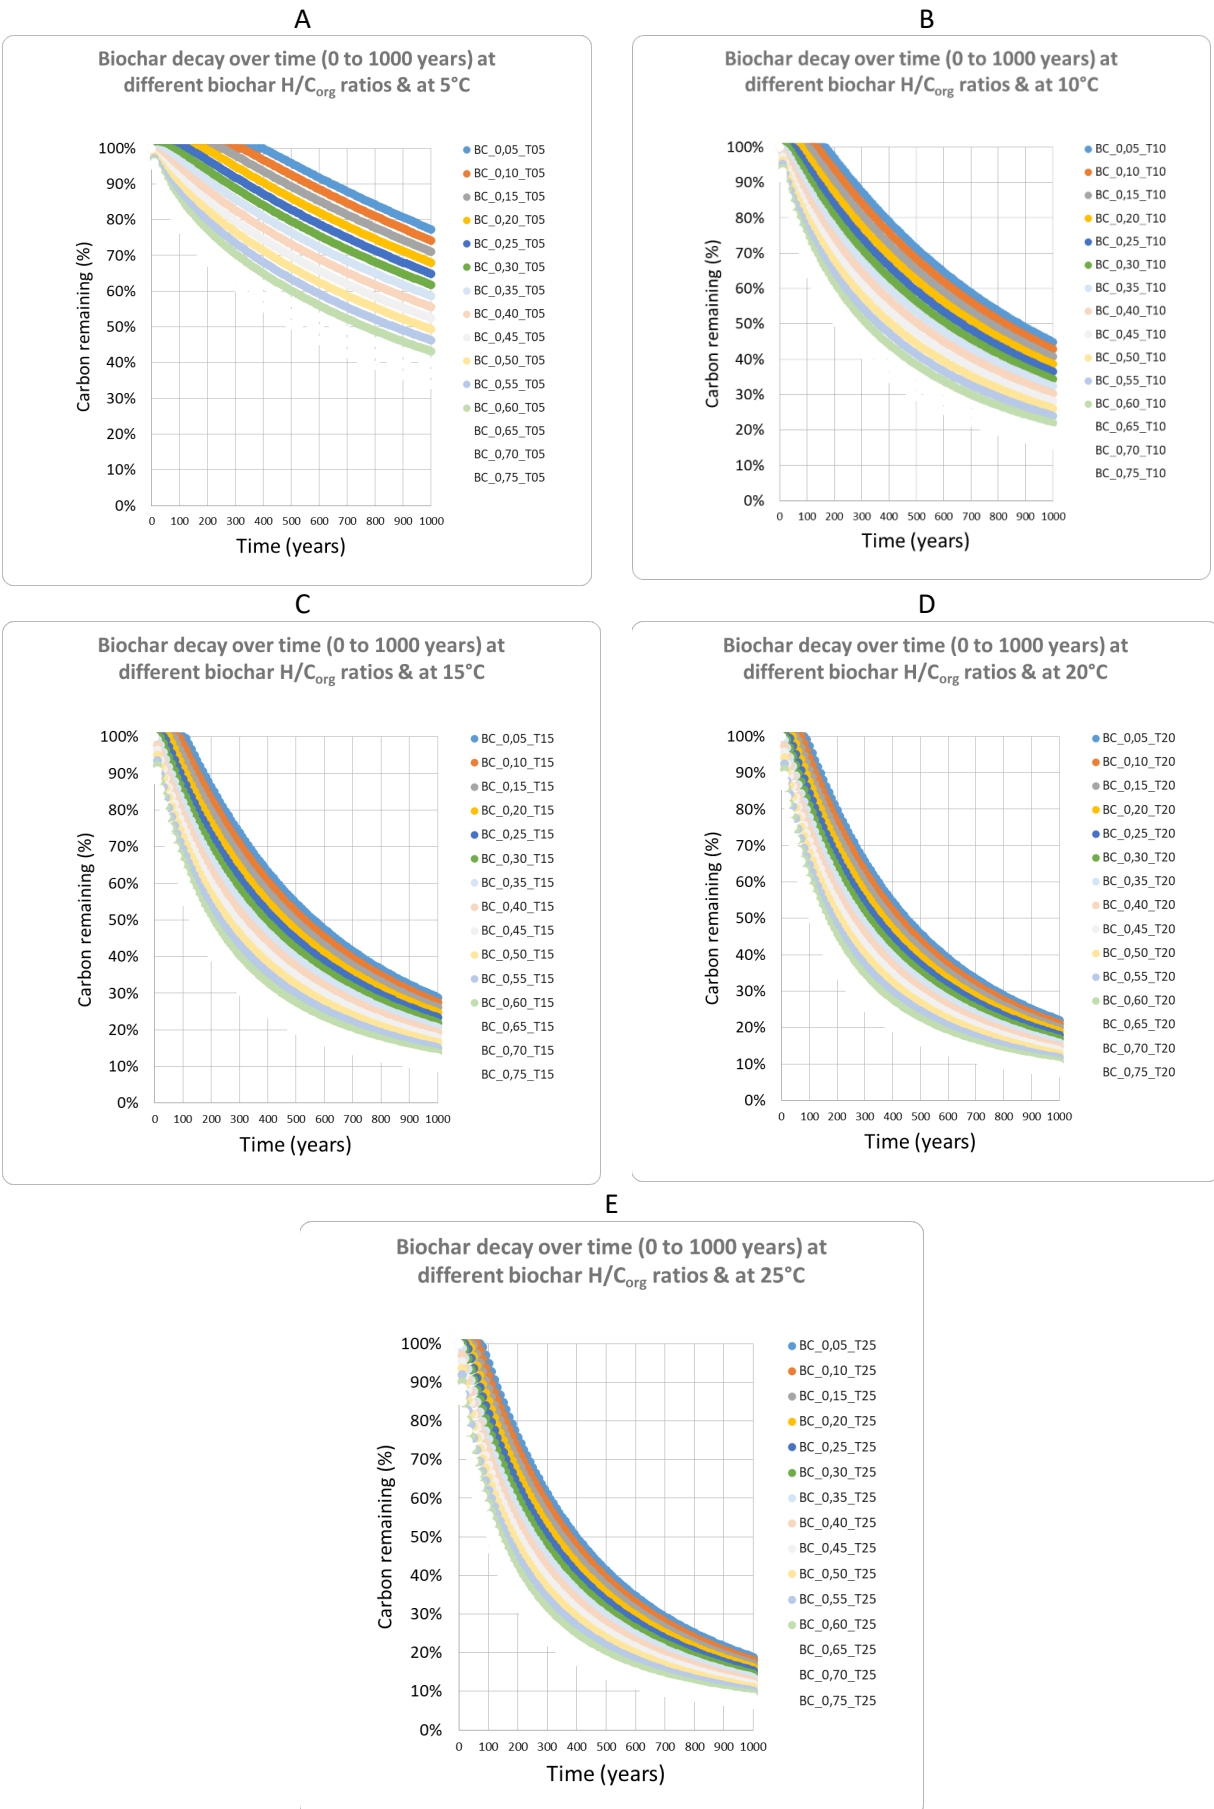 A
Biochar decay over time (0 to 1000 years) at
different biochar H/Corg ratios & at 5°C
100%
90%
80%
70%
60%
50%
40%
30%
20%
10%
0%
Carbon remaining (%)
0 100 200 300 400 500 600 700 800 900 1000
Time (years)
BC_0,05_T05
BC_0,10_T05
BC_0,15_T05
BC_0,20_T05
BC_0,25_T05
BC_0,30_T05
BC_0,35_T05
BC_0,40_T05
BC_0,45_T05
BC_0,50_T05
BC_0,55_T05
BC_0,60_T05
BC_0,65_T05
BC_0,70_T05
BC_0,75_T05
B
Biochar decay over time (0 to 1000 years) at
different biochar H/Corg ratios & at 10°C
100%
90%
80%
70%
60%
50%
40%
30%
20%
10%
0%
Carbon remaining (%)
0 100 200 300 400 500 600 700 800 900 1000
Time (years)
BC_0,05_T10
BC_0,10_T10
BC_0,15_T10
BC_0,20_T10
BC_0,25_T10
BC_0,30_T10
BC_0,35_T10
BC_0,40_T10
BC_0,45_T10
BC_0,50_T10
BC_0,55_T10
BC_0,60_T10
BC_0,65_T10
BC_0,70_T10
BC_0,75_T10
C
Biochar decay over time (0 to 1000 years) at
different biochar H/Corg ratios & at 15°C
100%
90%
80%
70%
60%
50%
40%
30%
20%
10%
0%
Carbon remaining (%)
0 100 200 300 400 500 600 700 800 900 1000
Time (years)
BC_0,05_T15
BC_0,10_T15
BC_0,15_T15
BC_0,20_T15
BC_0,25_T15
BC_0,30_T15
BC_0,35_T15
BC_0,40_T15
BC_0,45_T15
BC_0,50_T15
BC_0,55_T15
BC_0,60_T15
BC_0,65_T15
BC_0,70_T15
BC_0,75_T15
D
Biochar decay over time (0 to 1000 years) at
different biochar H/Corg ratios & at 20°C
100%
90%
80%
70%
60%
50%
40%
30%
20%
10%
0%
Carbon remaining (%)
0 100 200 300 400 500 600 700 800 900 1000
Time (years)
BC_0,05_T20
BC_0,10_T20
BC_0,15_T20
BC_0,20_T20
BC_0,25_T20
BC_0,30_T20
BC_0,35_T20
BC_0,40_T20
BC_0,45_T20
BC_0,50_T20
BC_0,55_T20
BC_0,60_T20
BC_0,65_T20
BC_0,70_T20
BC_0,75_T20
E
Biochar decay over time (0 to 1000 years) at
different biochar H/Corg ratios & at 25°C
100%
90%
80%
70%
60%
50%
40%
30%
20%
10%
0%
Carbon remaining (%)
0 100 200 300 400 500 600 700 800 900 1000
Time (years)
BC_0,05_T25
BC_0,10_T25
BC_0,15_T25
BC_0,20_T25
BC_0,25_T25
BC_0,30_T25
BC_0,35_T25
BC_0,40_T25
BC_0,45_T25
BC_0,50_T25
BC_0,55_T25
BC_0,60_T25
BC_0,65_T25
BC_0,70_T25
BC_0,75_T25